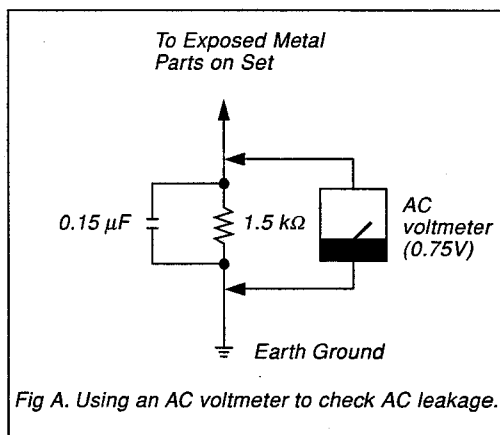 To Exposed Metal
Parts on Set
0.15 µF
1.5 kΩ
AC
voltmeter
(0.75V)
Earth Ground
Fig A. Using an AC voltmeter to check AC leakage.